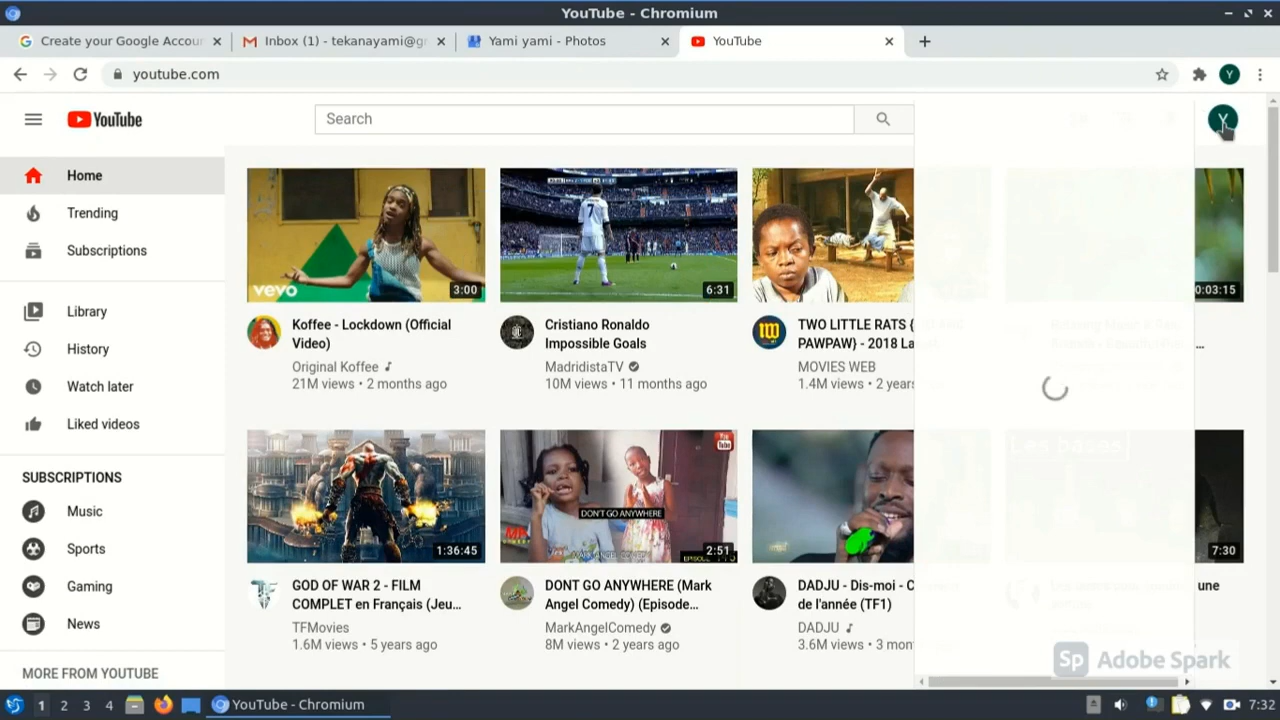 YouTube - Chromium
Create your Google Accour
Inbox (1) - tekanayami@gr
Yami yami - Photos
YouTube
youtube.com
Y
YouTube
Search
Y
Home
Trending
Subscriptions
Library
History
Watch later
Liked videos
SUBSCRIPTIONS
Music
Sports
Gaming
News
MORE FROM YOUTUBE
vevo
3:00
7
6:31
0:03:15
Koffee - Lockdown (Official
Video)
Original Koffee
21M views • 2 months ago
Cristiano Ronaldo
Impossible Goals
MadridistaTV
10M views • 11 months ago
TWO LITTLE RATS {
PAWPAW} - 2018 La
MOVIES WEB
1.4M views • 2 years
...
Les bases
1:36:45
You
Tube
DON'T GO ANYWHERE
2:51
7:30
GOD OF WAR 2 - FILM
COMPLET en Français (Jeu...
TFMovies
1.6M views • 5 years ago
DONT GO ANYWHERE (Mark
Angel Comedy) (Episode...
MarkAngelComedy
8M views • 2 years ago
DADJU - Dis-moi - C
de l'année (TF1)
DADJU
3.6M views • 3 mon
une
Sp Adobe Spark
1 2 3 4
YouTube - Chromium
7:32